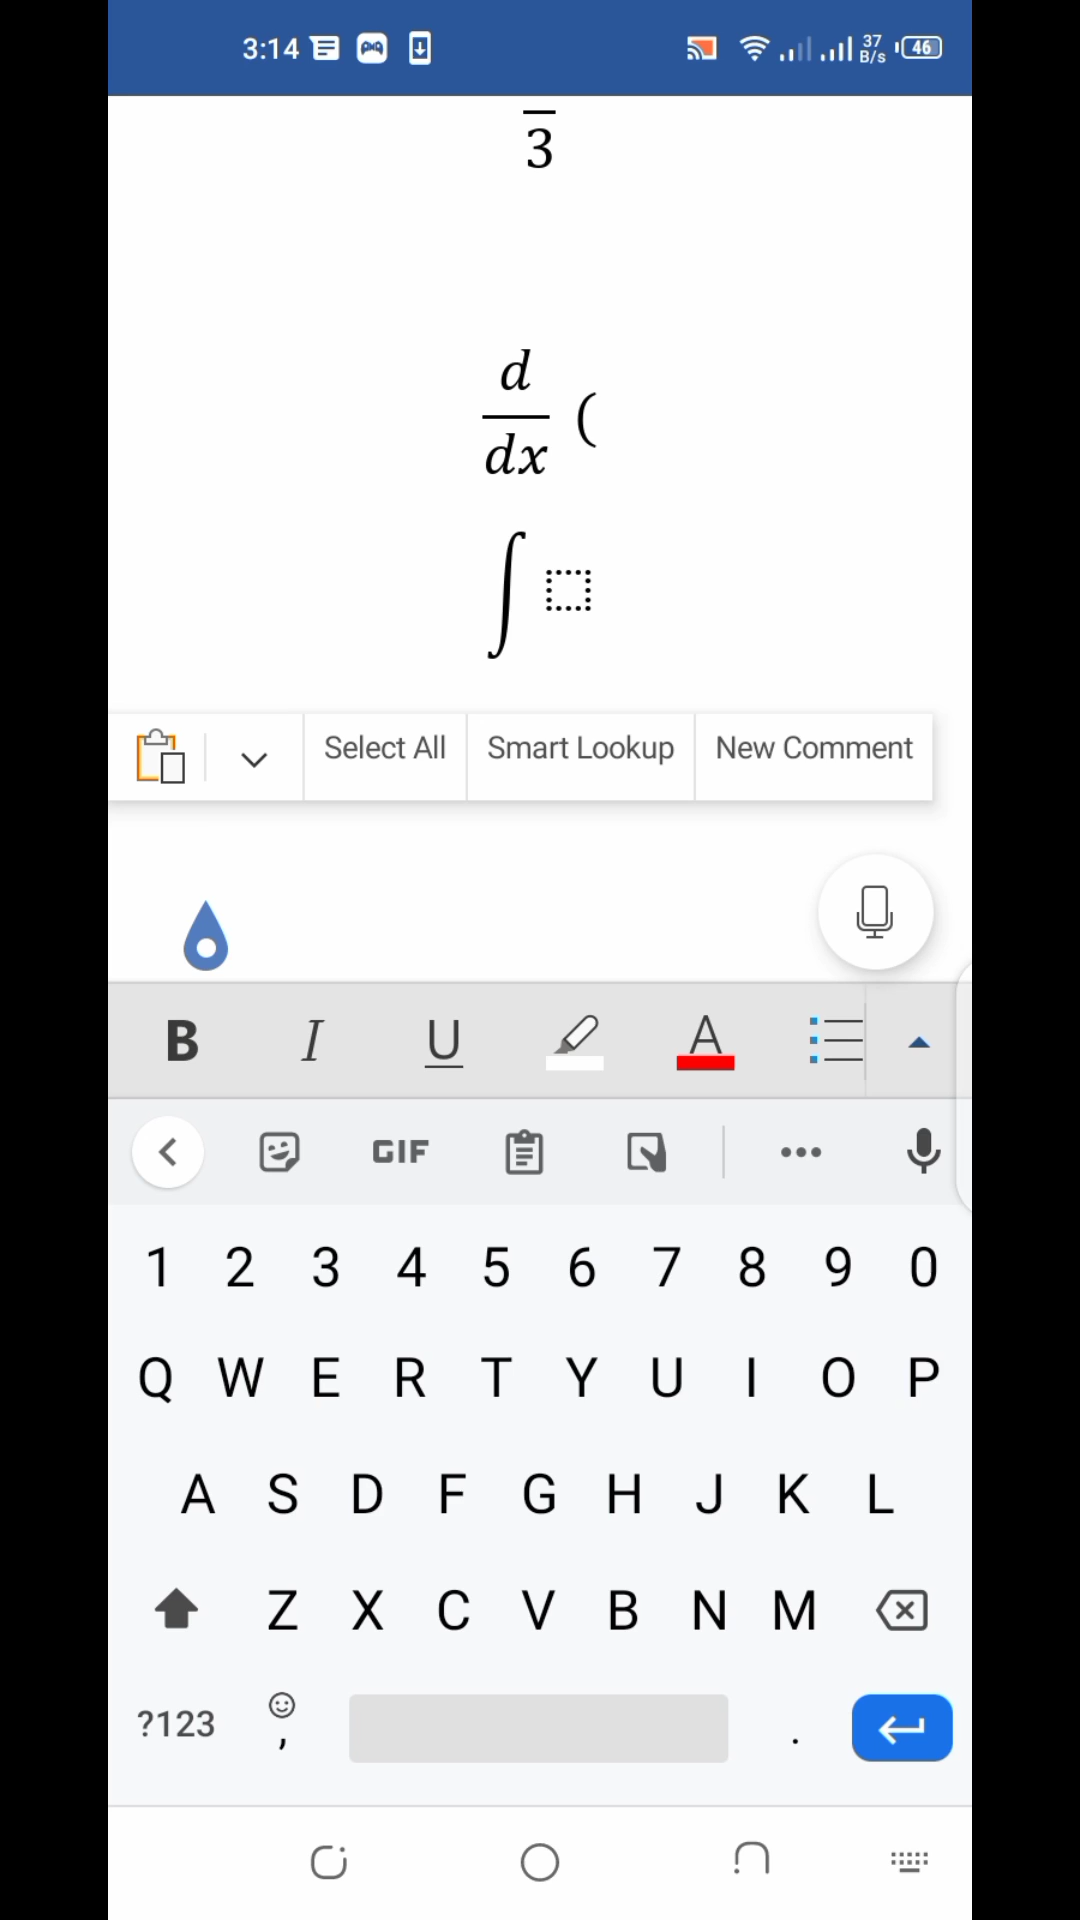 3:14 37 B/s 46
3
d
dx (
∫
Select All Smart Lookup New Comment
B I U A
GIF
1 2 3 4 5 6 7 8 9 0
Q W E R T Y U I O P
A S D F G H J K L
Z X C V B N M
?123 , .